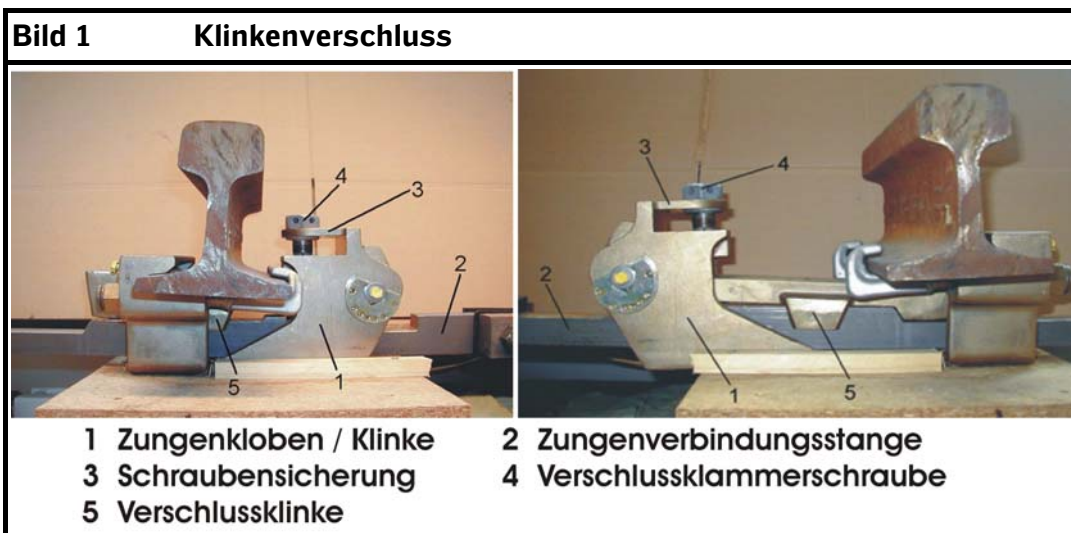 Bild 1 Klinkenverschluss
4
3
2
5
1
3
4
2
1
5
1 Zungenkloben / Klinke 2 Zungenverbindungsstange
3 Schraubensicherung 4 Verschlussklammerschraube
5 Verschlussklinke